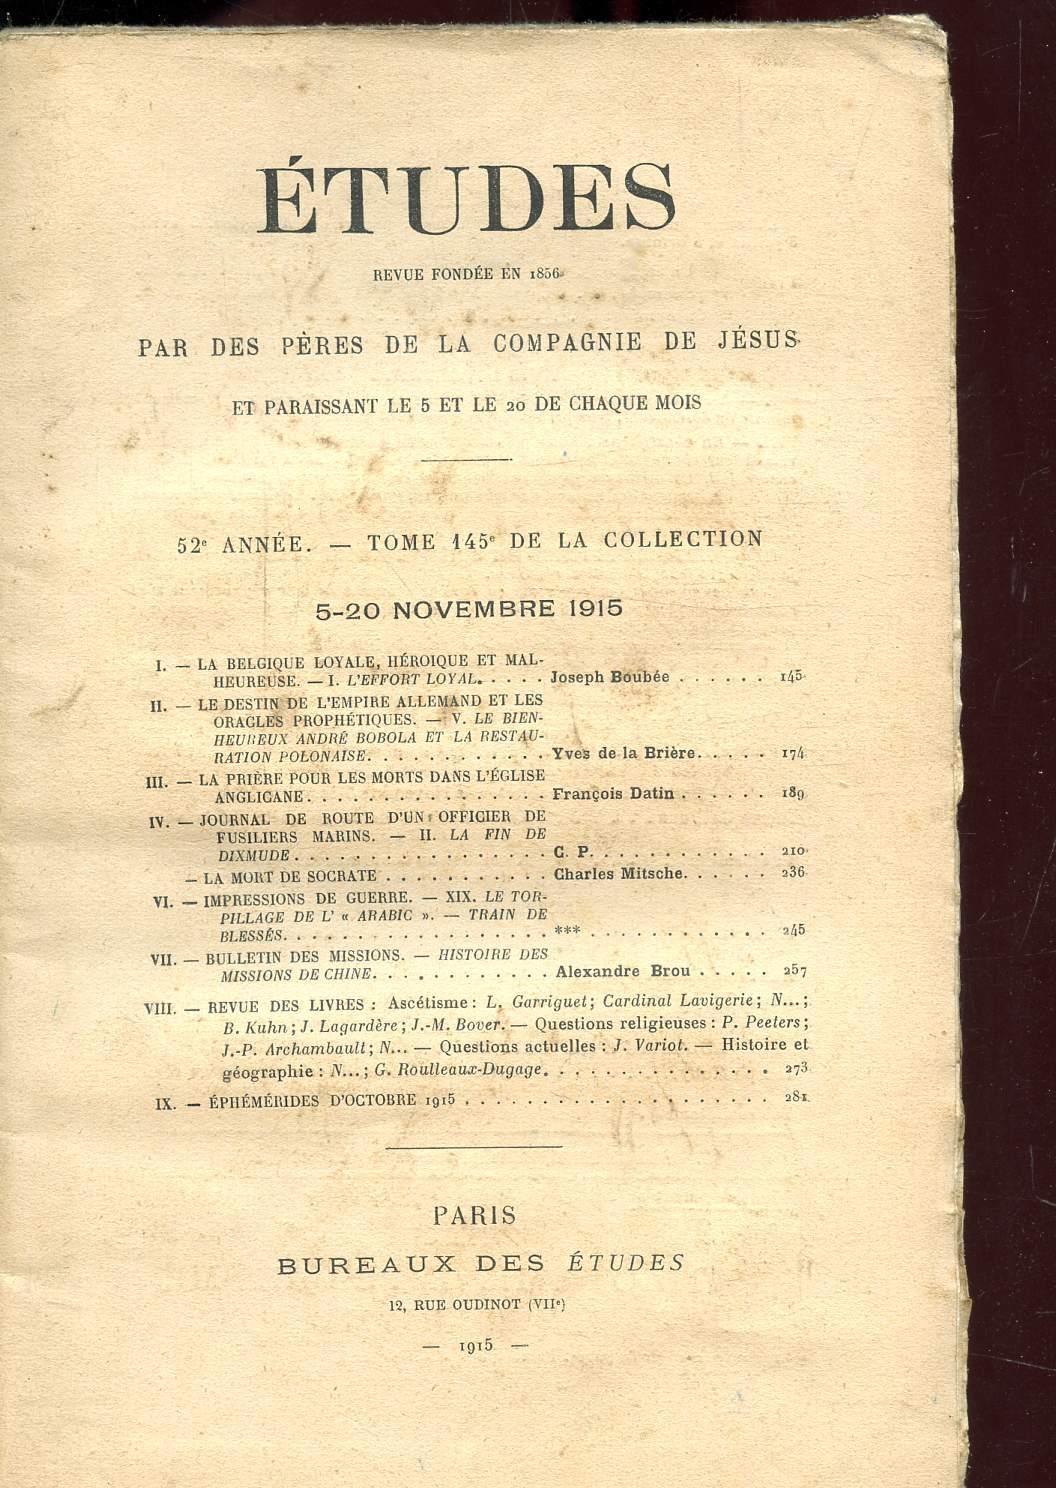 ÉTUDES
REVUE FONDÉE EN 1856
PAR DES PÈRES DE LA COMPAGNIE DE JÉSUS
ET PARAISSANT LE 5 ET LE 20 DE CHAQUE MOIS
52e ANNÉE. — TOME 145e DE LA COLLECTION
5-20 NOVEMBRE 1915
I. — LA BELGIQUE LOYALE, HÉROIQUE ET MAL-
HEUREUSE. — I. L'EFFORT LOYAL. . . . . Joseph Boubée . . . . . . 145
II. — LE DESTIN DE L'EMPIRE ALLEMAND ET LES
ORACLES PROPHÉTIQUES. — V. LE BIEN-
HEUREUX ANDRÉ BOBOLA ET LA RESTAU-
RATION POLONAISE. . . . . . . . . . . Yves de la Brière. . . . . 174
III. — LA PRIÈRE POUR LES MORTS DANS L'ÉGLISE
ANGLICANE. . . . . . . . . . . . . . . . François Datin . . . . . . 189
IV. — JOURNAL DE ROUTE D'UN OFFICIER DE
FUSILIERS MARINS. — II. LA FIN DE
DIXMUDE . . . . . . . . . . . . . . . . . C. P. . . . . . . . . . . . 210
— LA MORT DE SOCRATE . . . . . . . . . . . Charles Mitsche. . . . . . 236
VI. — IMPRESSIONS DE GUERRE. — XIX. LE TOR-
PILLAGE DE L' « ARABIC ». — TRAIN DE
BLESSÉS. . . . . . . . . . . . . . . . . . *** . . . . . . . . . . . . 245
VII. — BULLETIN DES MISSIONS. — HISTOIRE DES
MISSIONS DE CHINE. . . . . . . . . . . . Alexandre Brou . . . . . 257
VIII. — REVUE DES LIVRES : Ascétisme : L. Garriguet; Cardinal Lavigerie; N...;
B. Kuhn; J. Lagardère; J.-M. Bover. — Questions religieuses : P. Peeters;
J.-P. Archambault; N... — Questions actuelles : J. Variot. — Histoire et
géographie : N...; G. Roulleaux-Dugage. . . . . . . . . . . . . . . 273
IX. — ÉPHÉMÉRIDES D'OCTOBRE 1915 . . . . . . . . . . . . . . . . . . . . 281
PARIS
BUREAUX DES ÉTUDES
12, RUE OUDINOT (VIIe)
— 1915 —